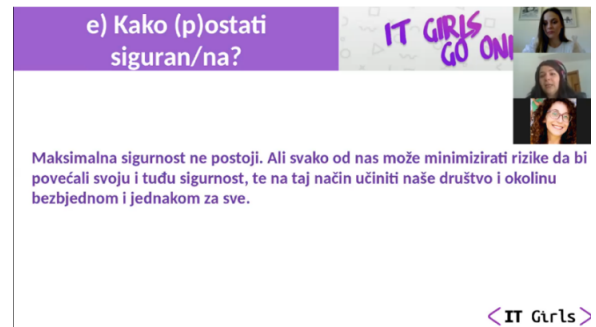 e) Kako (p)ostati
siguran/na?
IT GIRLS
GO ONL
Maksimalna sigurnost ne postoji. Ali svako od nas može minimizirati rizike da bi
povećali svoju i tuđu sigurnost, te na taj način učiniti naše društvo i okolinu
bezbjednom i jednakom za sve.
<IT Girls>